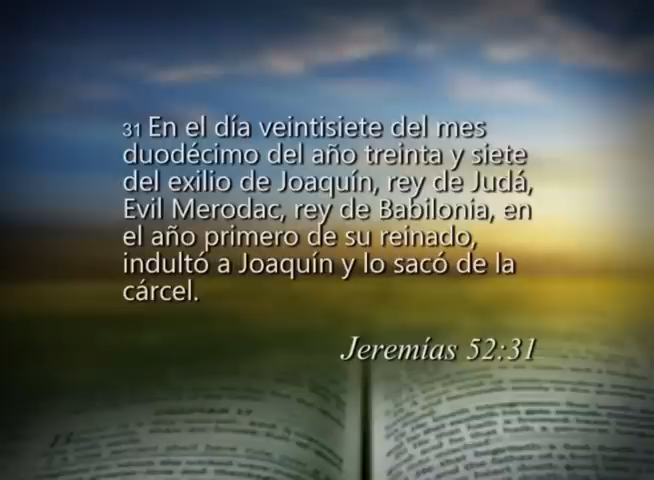 31 En el día veintisiete del mes
duodécimo del año treinta y siete
del exilio de Joaquín, rey de Judá,
Evil Merodac, rey de Babilonia, en
el año primero de su reinado,
indultó a Joaquín y lo sacó de la
cárcel.
Jeremías 52:31